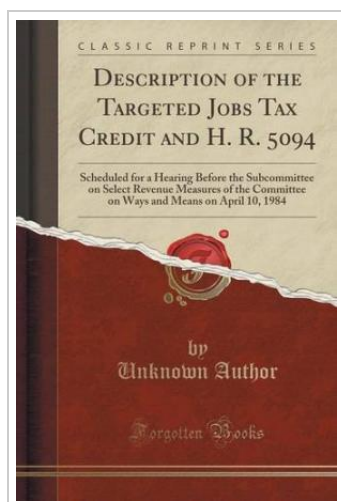 CLASSIC REPRINT SERIES
DESCRIPTION OF THE
TARGETED JOBS TAX
CREDIT AND H. R. 5094
Scheduled for a Hearing Before the Subcommittee
on Select Revenue Measures of the Committee
on Ways and Means on April 10, 1984
by
Unknown Author
Forgotten Books